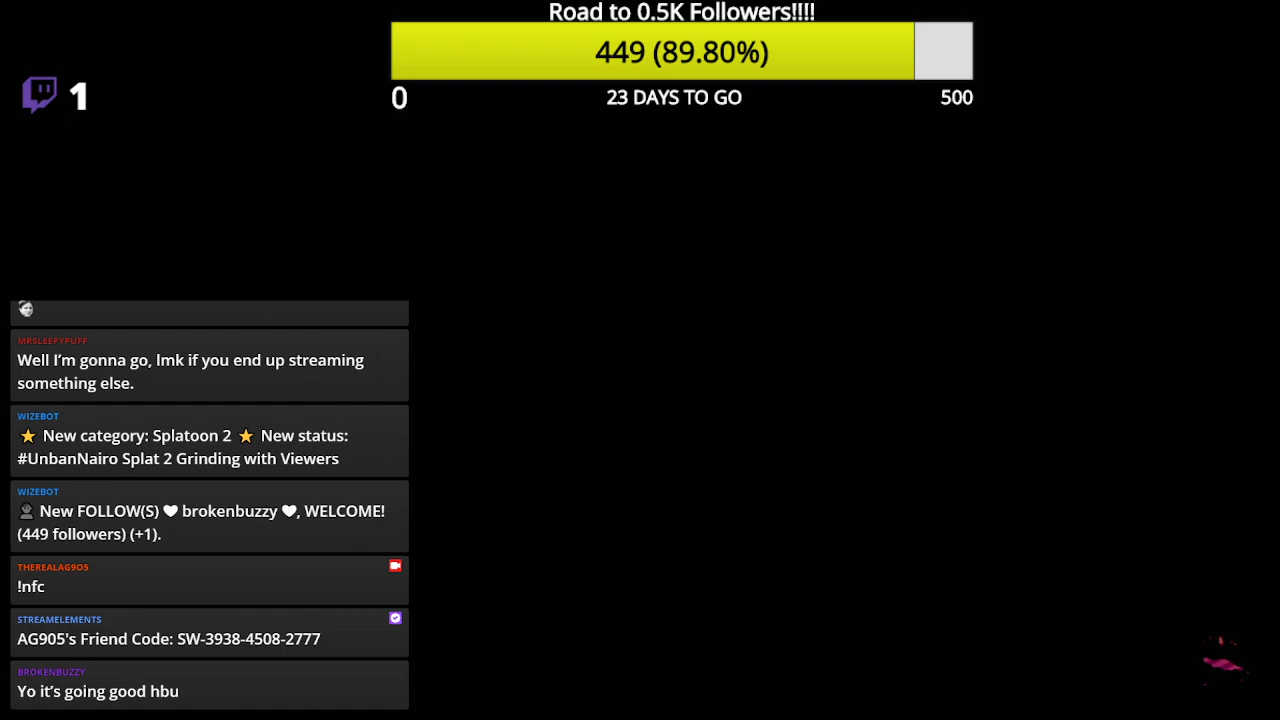 Road to 0.5K Followers!!!!
449 (89.80%)
1
0
23 DAYS TO GO
500
MRSLEEPYPUFF
Well I'm gonna go, lmk if you end up streaming
something else.
WIZEBOT
⭐ New category: Splatoon 2 ⭐ New status:
#UnbanNairo Splat 2 Grinding with Viewers
WIZEBOT
New FOLLOW(S) ♥ brokenbuzzy ♥, WELCOME!
(449 followers) (+1).
THEREALAG905
!nfc
STREAMELEMENTS
AG905's Friend Code: SW-3938-4508-2777
BROKENBUZZY
Yo it's going good hbu